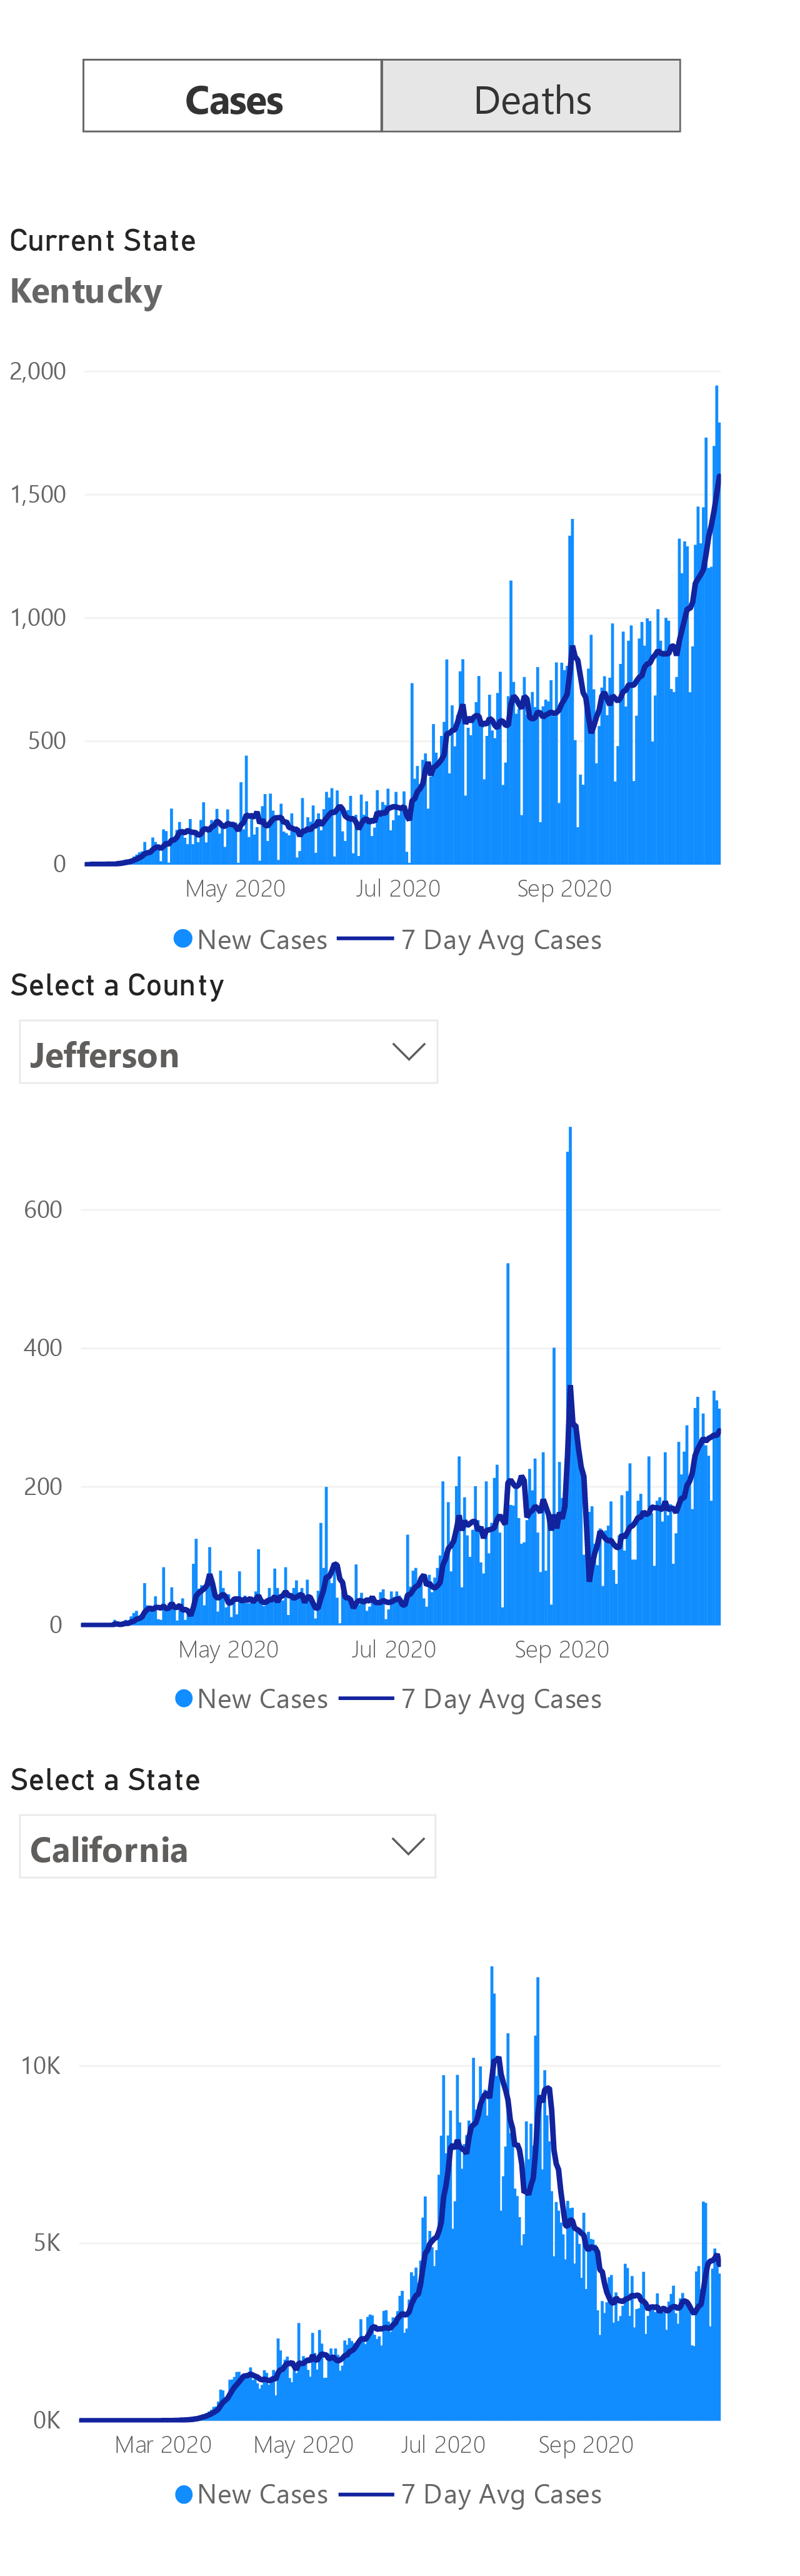 Cases Deaths
Current State
Kentucky
2,000
1,500
1,000
500
0
May 2020 Jul 2020 Sep 2020
New Cases 7 Day Avg Cases
Select a County
Jefferson
600
400
200
0
May 2020 Jul 2020 Sep 2020
New Cases 7 Day Avg Cases
Select a State
California
10K
5K
0K
Mar 2020 May 2020 Jul 2020 Sep 2020
New Cases 7 Day Avg Cases